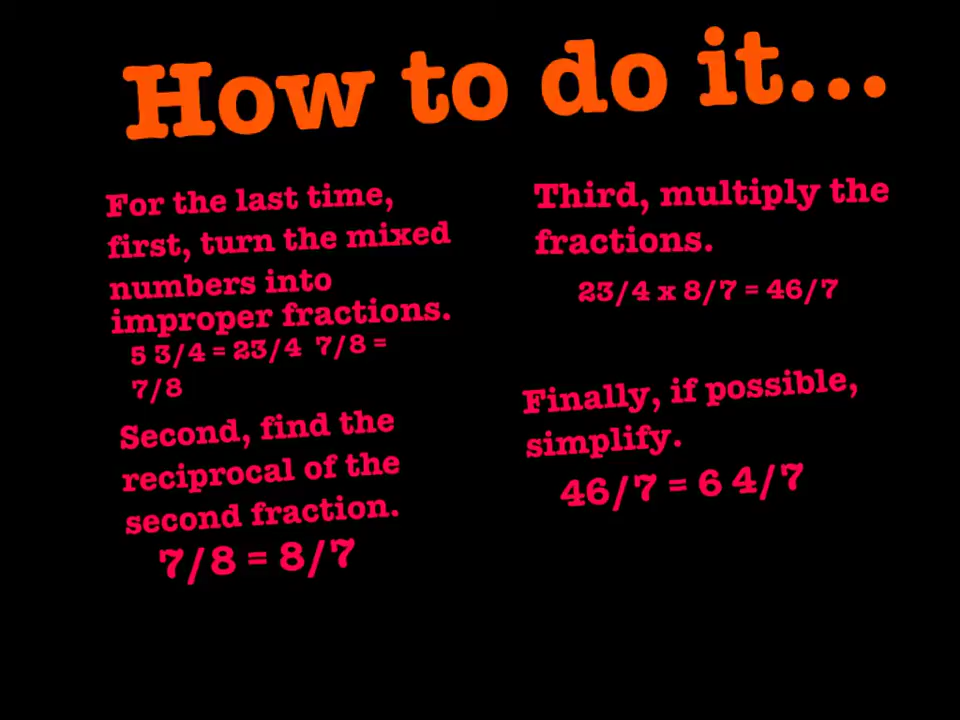 How to do it...
For the last time,
first, turn the mixed
numbers into
improper fractions.
5 3/4 = 23/4 7/8 =
7/8
Second, find the
reciprocal of the
second fraction.
7/8 = 8/7
Third, multiply the
fractions.
23/4 x 8/7 = 46/7
Finally, if possible,
simplify.
46/7 = 6 4/7